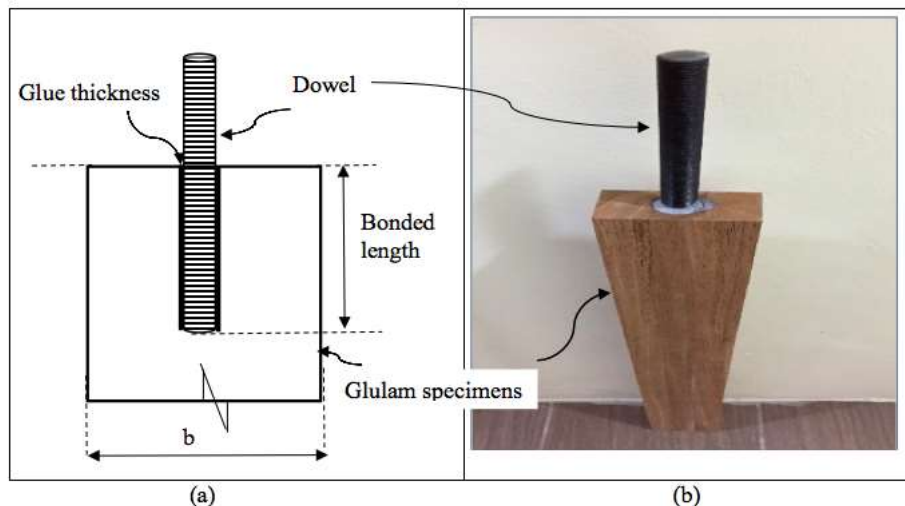 Glue thickness
Dowel
Bonded
length
Glulam specimens
b
(a)
(b)